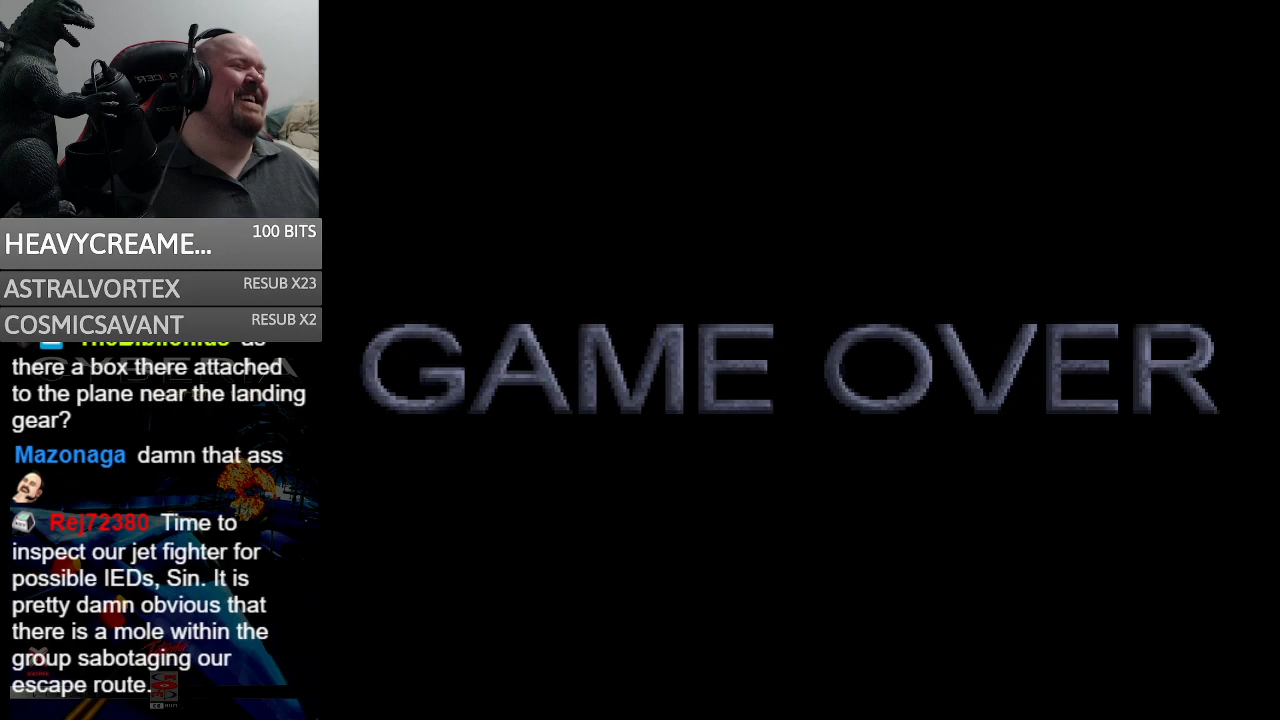 HEAVYCREAME...
100 BITS
ASTRALVORTEX
RESUB X23
COSMICSAVANT
RESUB X2
CYBERIA
there a box there attached
to the plane near the landing
gear?
Mazonaga damn that ass
Rej72380 Time to
inspect our jet fighter for
possible IEDs, Sin. It is
pretty damn obvious that
there is a mole within the
group sabotaging our
escape route.
GAME OVER